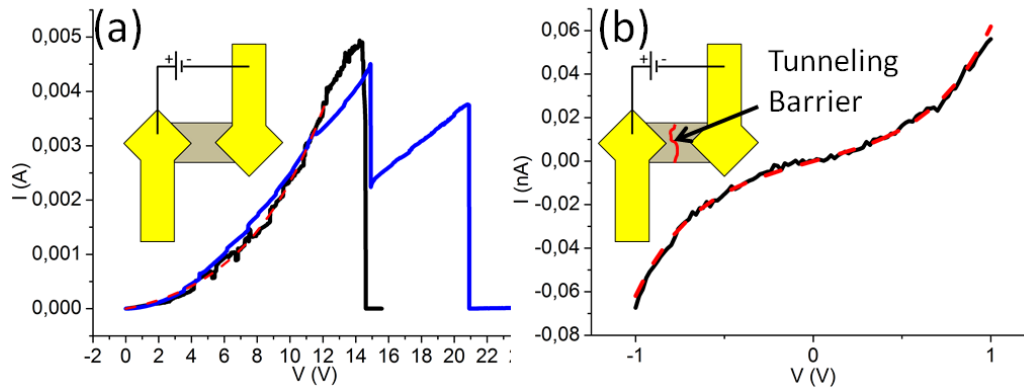 (a)
0,005
0,004
0,003
0,002
0,001
0,000
I (A)
+ -
-2 0 2 4 6 8 10 12 14 16 18 20 22
V (V)
(b)
0,06
0,04
0,02
0,00
-0,02
-0,04
-0,06
-0,08
I (nA)
+ -
Tunneling
Barrier
-1 0 1
V (V)